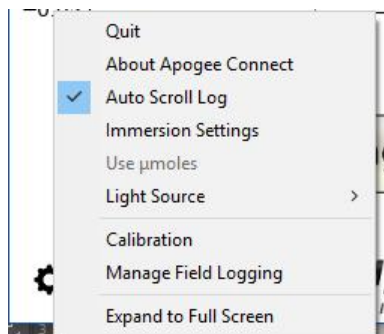 Quit
About Apogee Connect
Auto Scroll Log
Immersion Settings
Use µmoles
Light Source
Calibration
Manage Field Logging
Expand to Full Screen